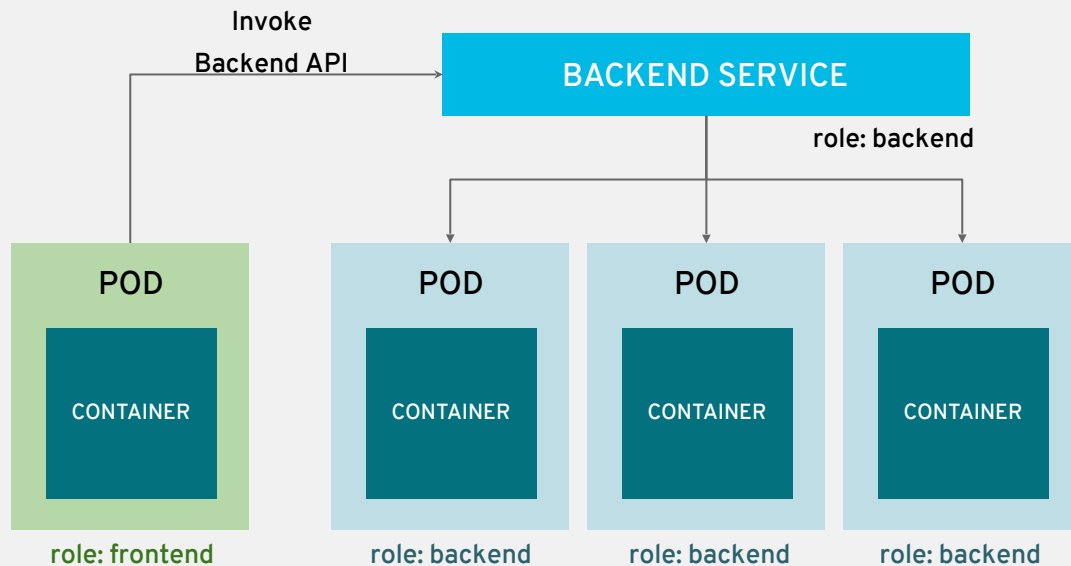 Invoke
Backend API
BACKEND SERVICE
role: backend
POD
POD
POD
POD
CONTAINER
CONTAINER
CONTAINER
CONTAINER
role: frontend
role: backend
role: backend
role: backend